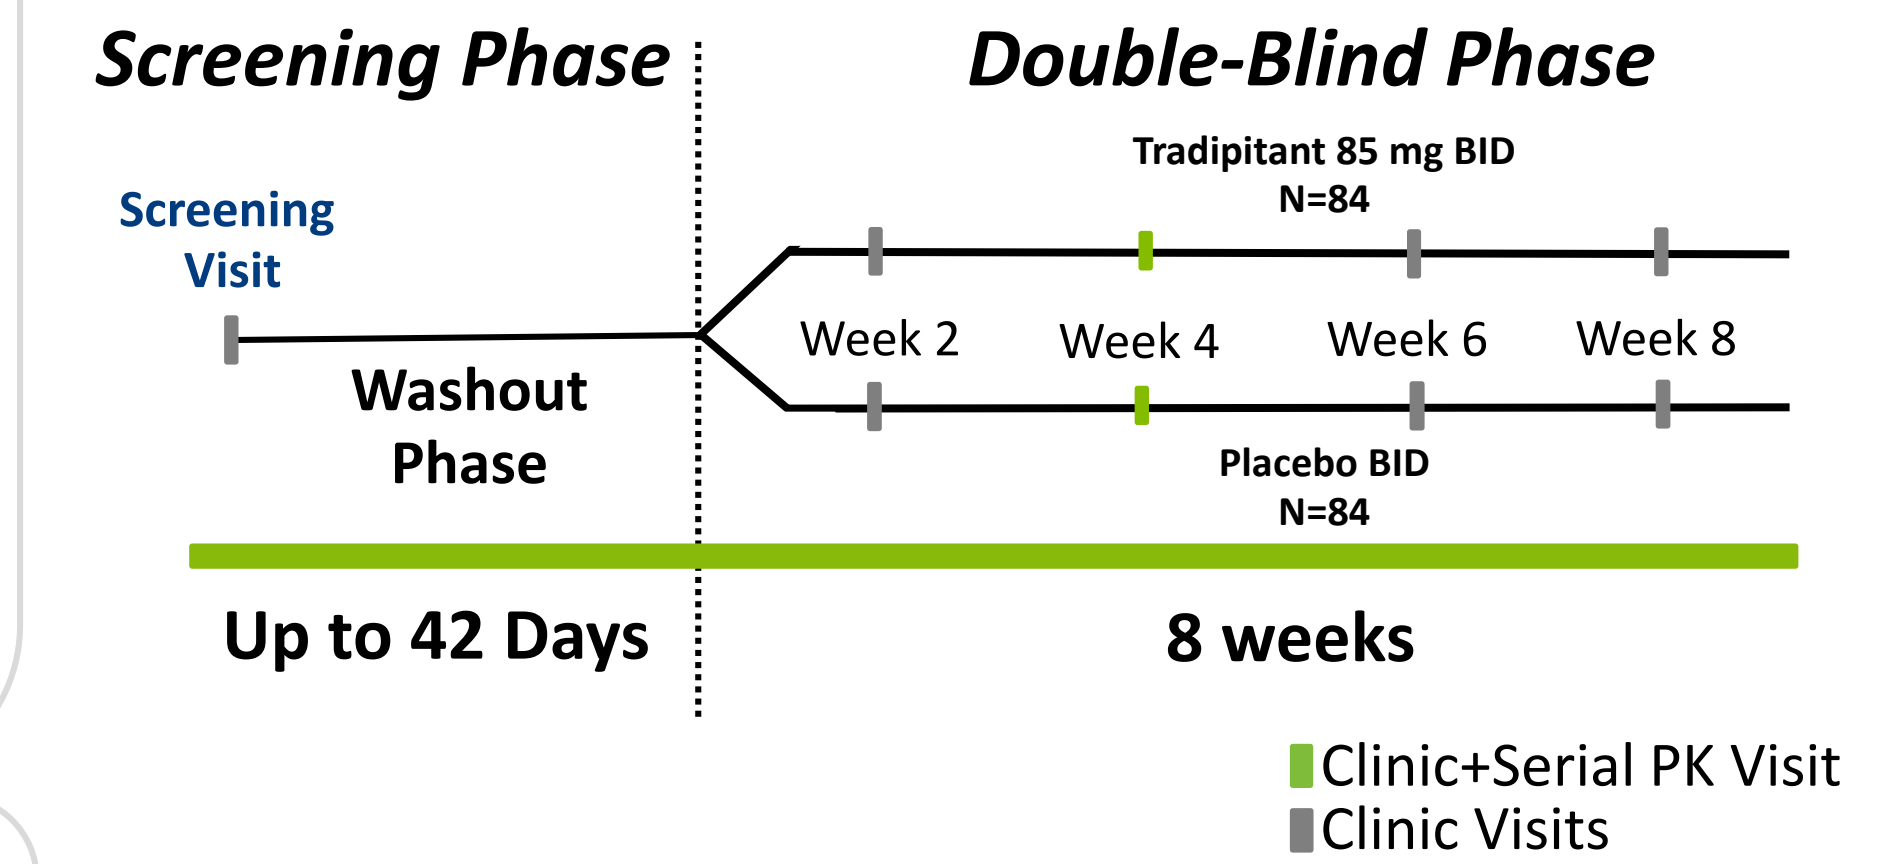 Screening Phase
Double-Blind Phase
Screening
Visit
Washout
Phase
Tradipitant 85 mg BID
N=84
Week 2
Week 4
Week 6
Week 8
Placebo BID
N=84
Up to 42 Days
8 weeks
Clinic+Serial PK Visit
Clinic Visits